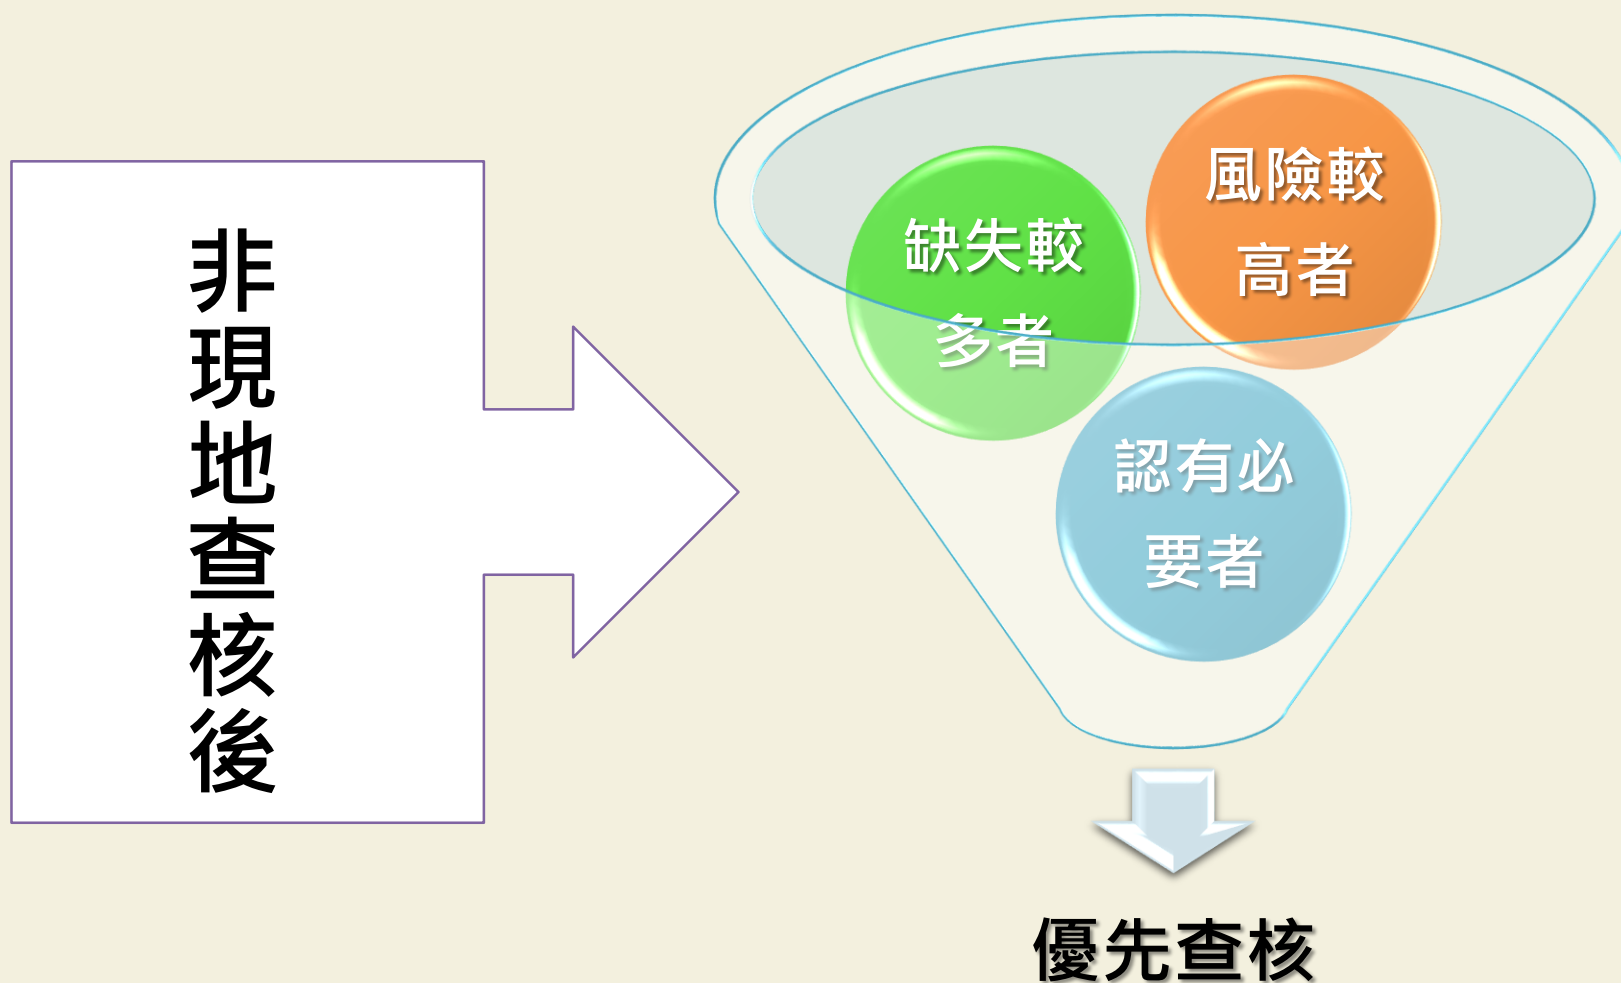 非現地查核後
風險較
高者
缺失較
多者
認有必
要者
優先查核